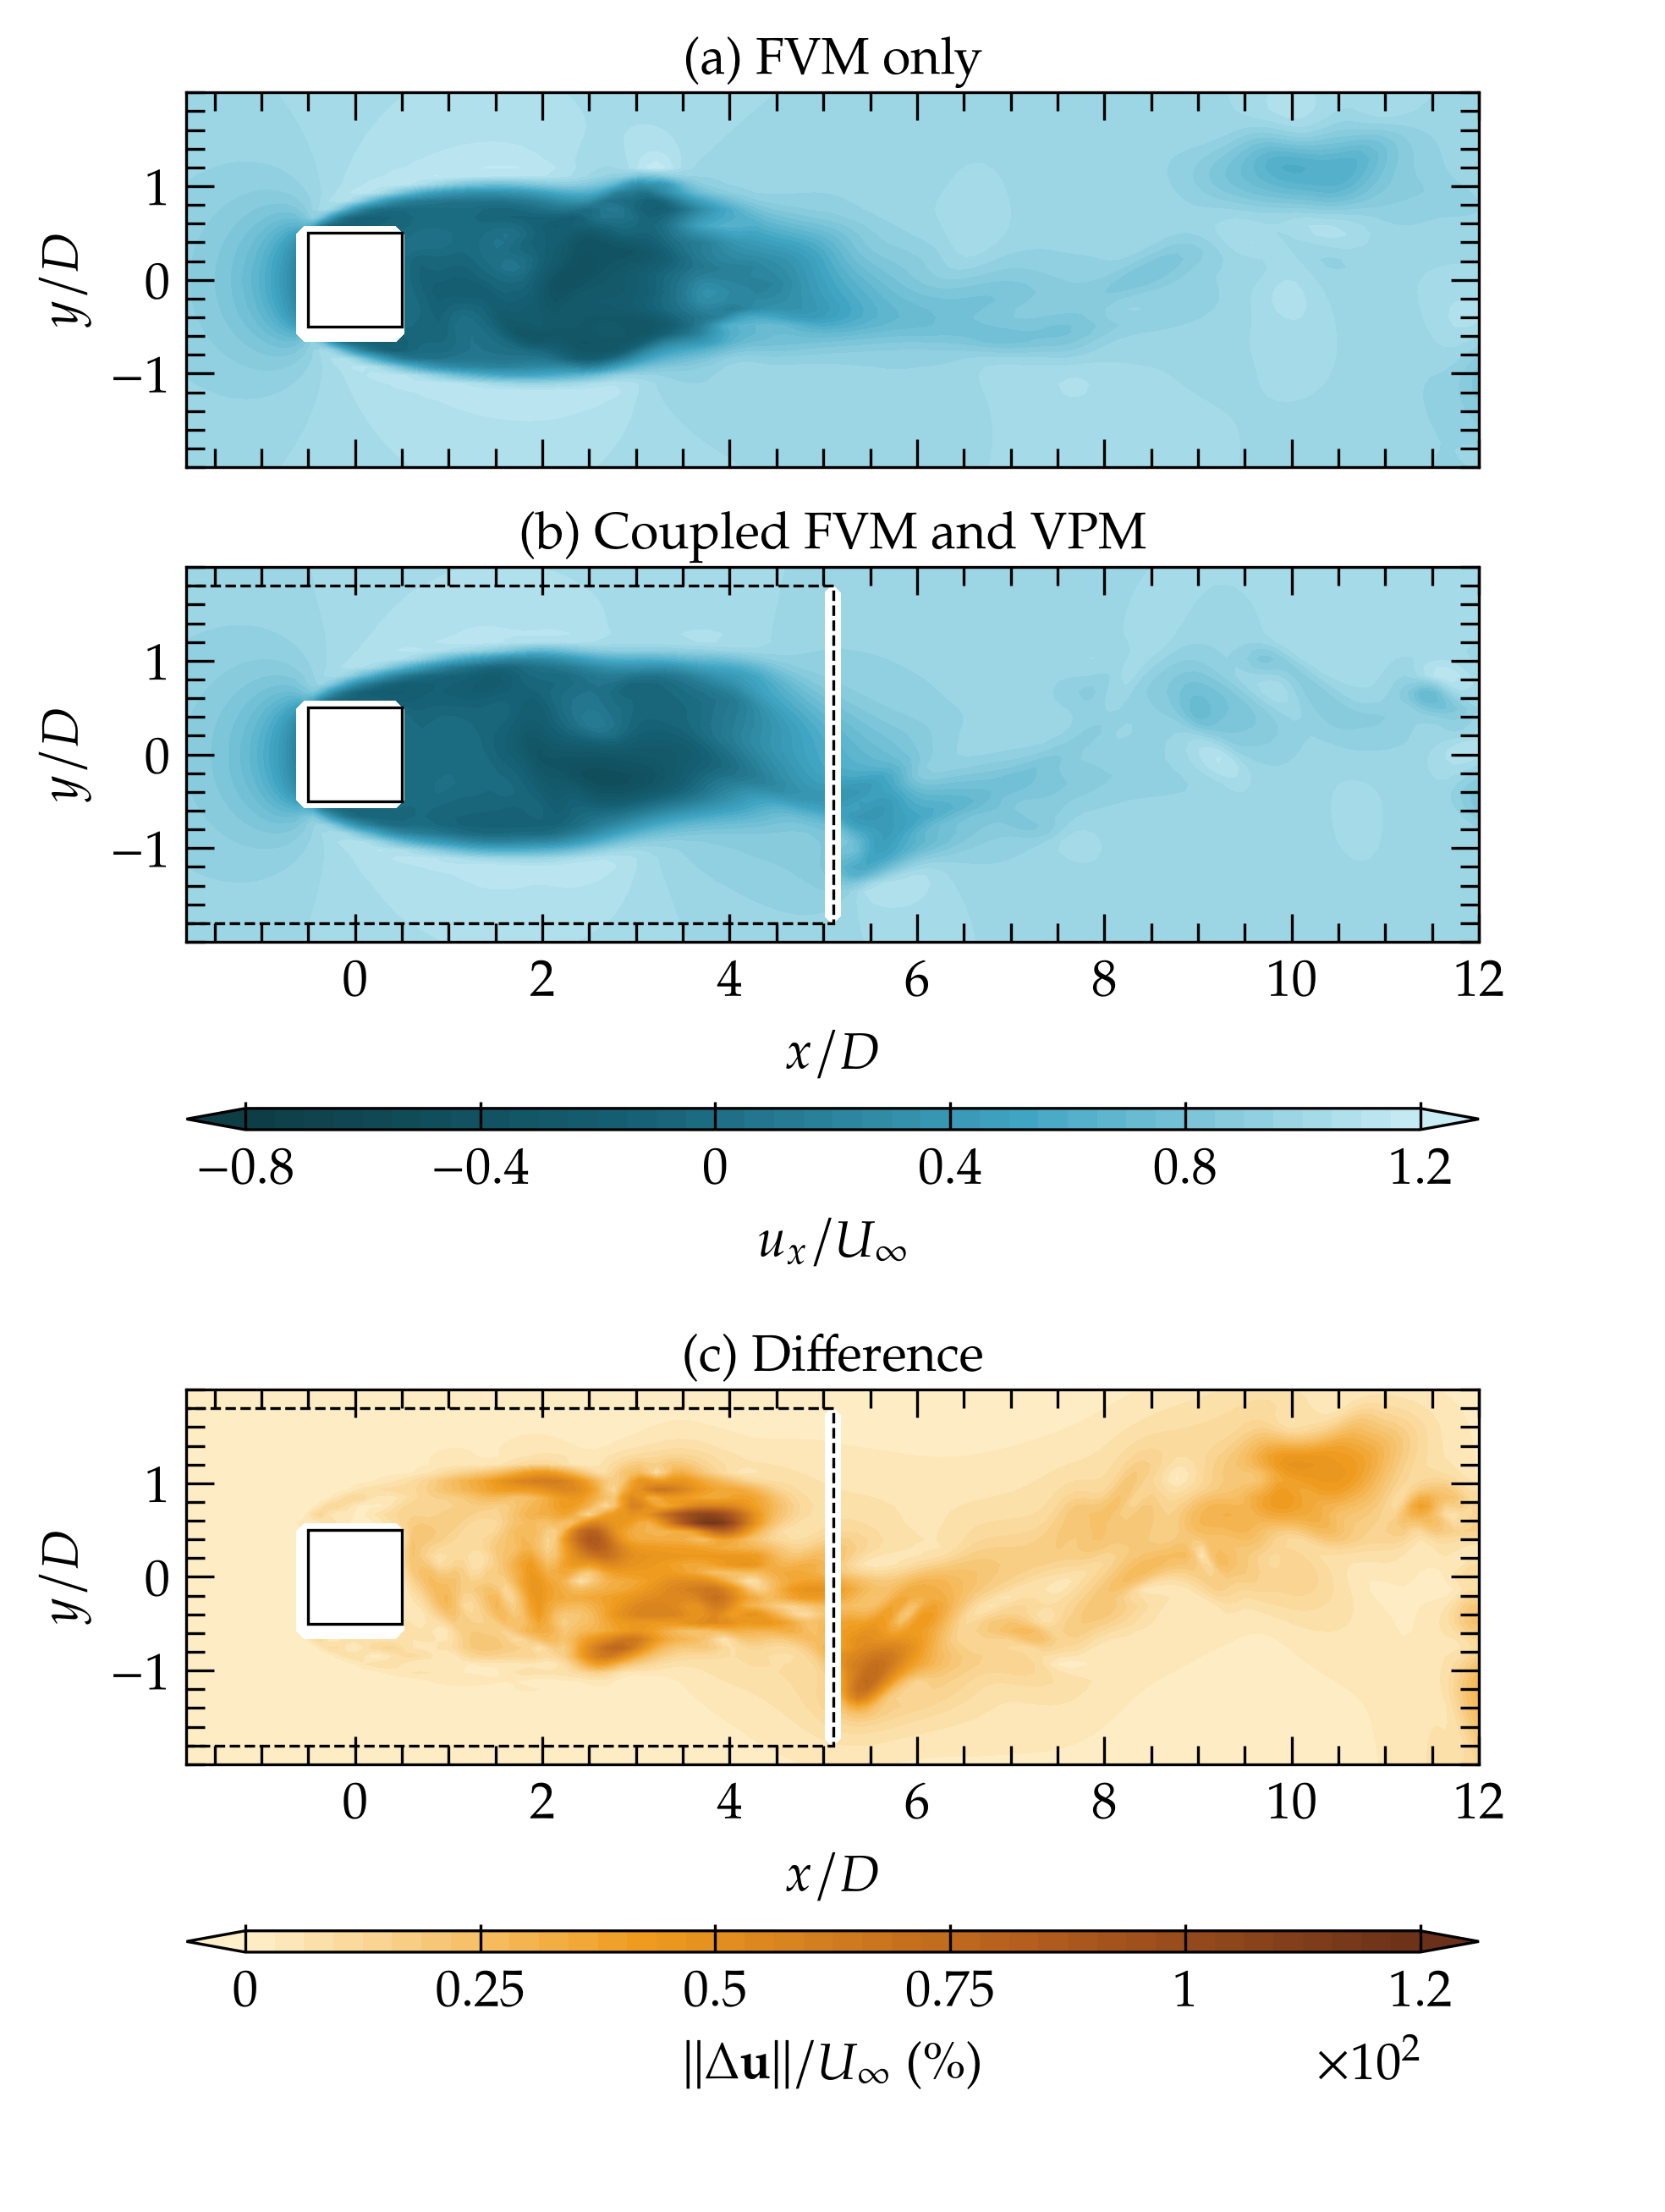 (a) FVM only
1
0
−1
y/D
(b) Coupled FVM and VPM
1
0
−1
y/D
0 2 4 6 8 10 12
x/D
−0.8 −0.4 0 0.4 0.8 1.2
u_x/U_∞
(c) Difference
1
0
−1
y/D
0 2 4 6 8 10 12
x/D
0 0.25 0.5 0.75 1 1.2
||Δu||/U_∞ (%) ×10²